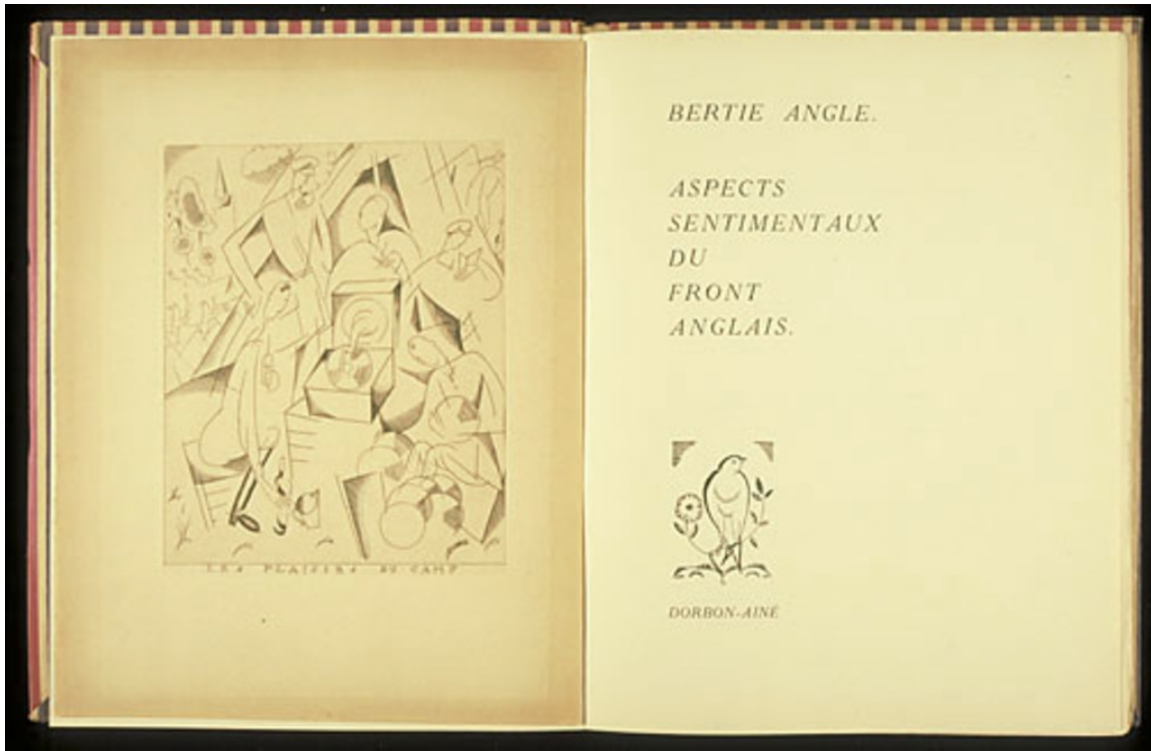 LES PLAISIRS DU CAMP
BERTIE ANGLE.
ASPECTS
SENTIMENTAUX
DU
FRONT
ANGLAIS.
DORBON-AINÉ